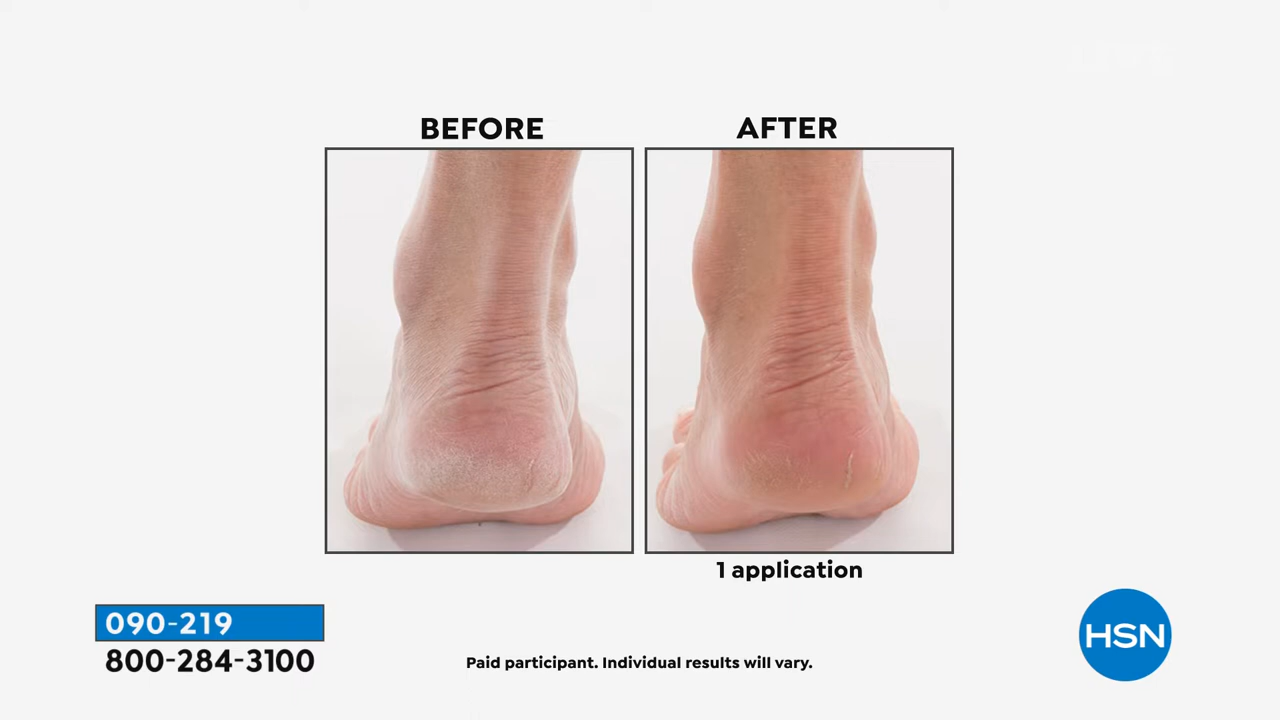 BEFORE
AFTER
1 application
090-219
800-284-3100
Paid participant. Individual results will vary.
HSN